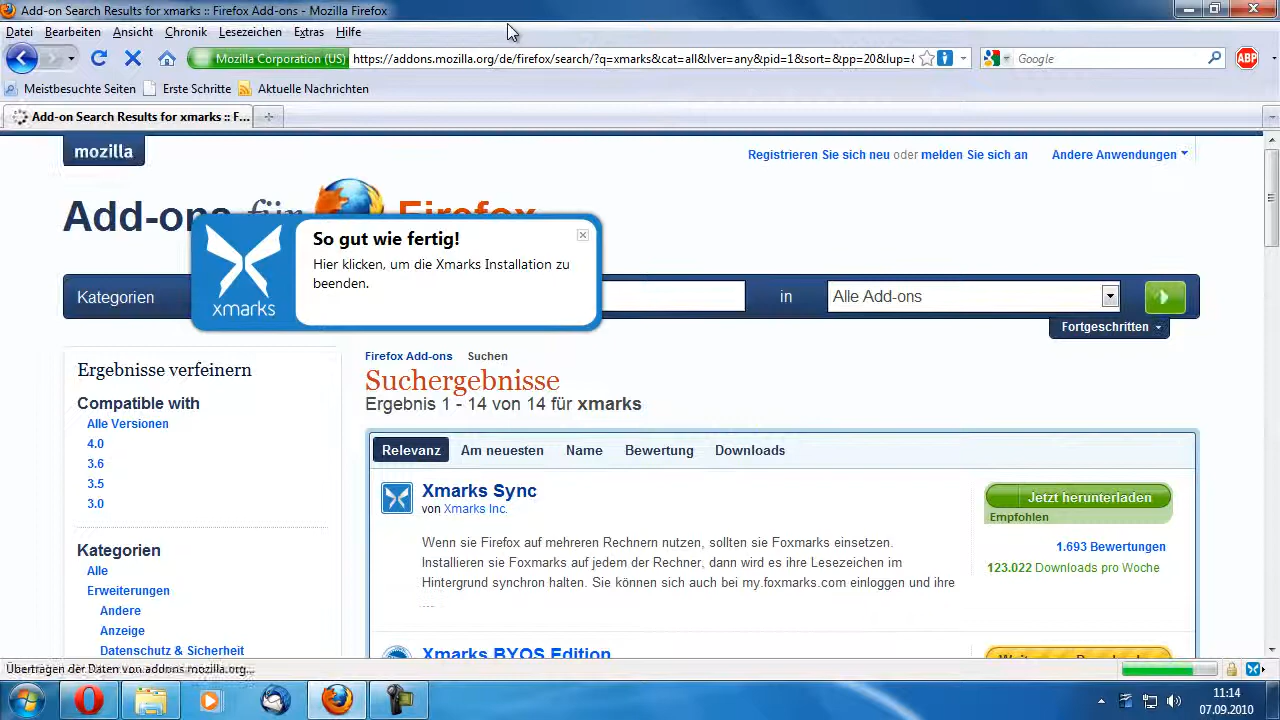 Add-on Search Results for xmarks :: Firefox Add-ons - Mozilla Firefox
Datei Bearbeiten Ansicht Chronik Lesezeichen Extras Hilfe
Mozilla Corporation (US) https://addons.mozilla.org/de/firefox/search/?q=xmarks&cat=all&lver=any&pid=1&sort=&pp=20&lup=& Google ABP
Meistbesuchte Seiten Erste Schritte Aktuelle Nachrichten
Add-on Search Results for xmarks :: F...
mozilla
Registrieren Sie sich neu oder melden Sie sich an Andere Anwendungen
Add-ons für Firefox
So gut wie fertig!
Hier klicken, um die Xmarks Installation zu
beenden.
xmarks
Kategorien in Alle Add-ons
Fortgeschritten
Firefox Add-ons Suchen
Suchergebnisse
Ergebnis 1 - 14 von 14 für xmarks
Ergebnisse verfeinern
Compatible with
Alle Versionen
4.0
3.6
3.5
3.0
Kategorien
Alle
Erweiterungen
Andere
Anzeige
Datenschutz & Sicherheit
Relevanz Am neuesten Name Bewertung Downloads
Xmarks Sync
von Xmarks Inc.
Wenn sie Firefox auf mehreren Rechnern nutzen, sollten sie Foxmarks einsetzen.
Installieren sie Foxmarks auf jedem der Rechner, dann wird es ihre Lesezeichen im
Hintergrund synchron halten. Sie können sich auch bei my.foxmarks.com einloggen und ihre
...
Jetzt herunterladen
Empfohlen
1.693 Bewertungen
123.022 Downloads pro Woche
Xmarks BYOS Edition
Übertragen der Daten von addons.mozilla.org...
11:14
07.09.2010